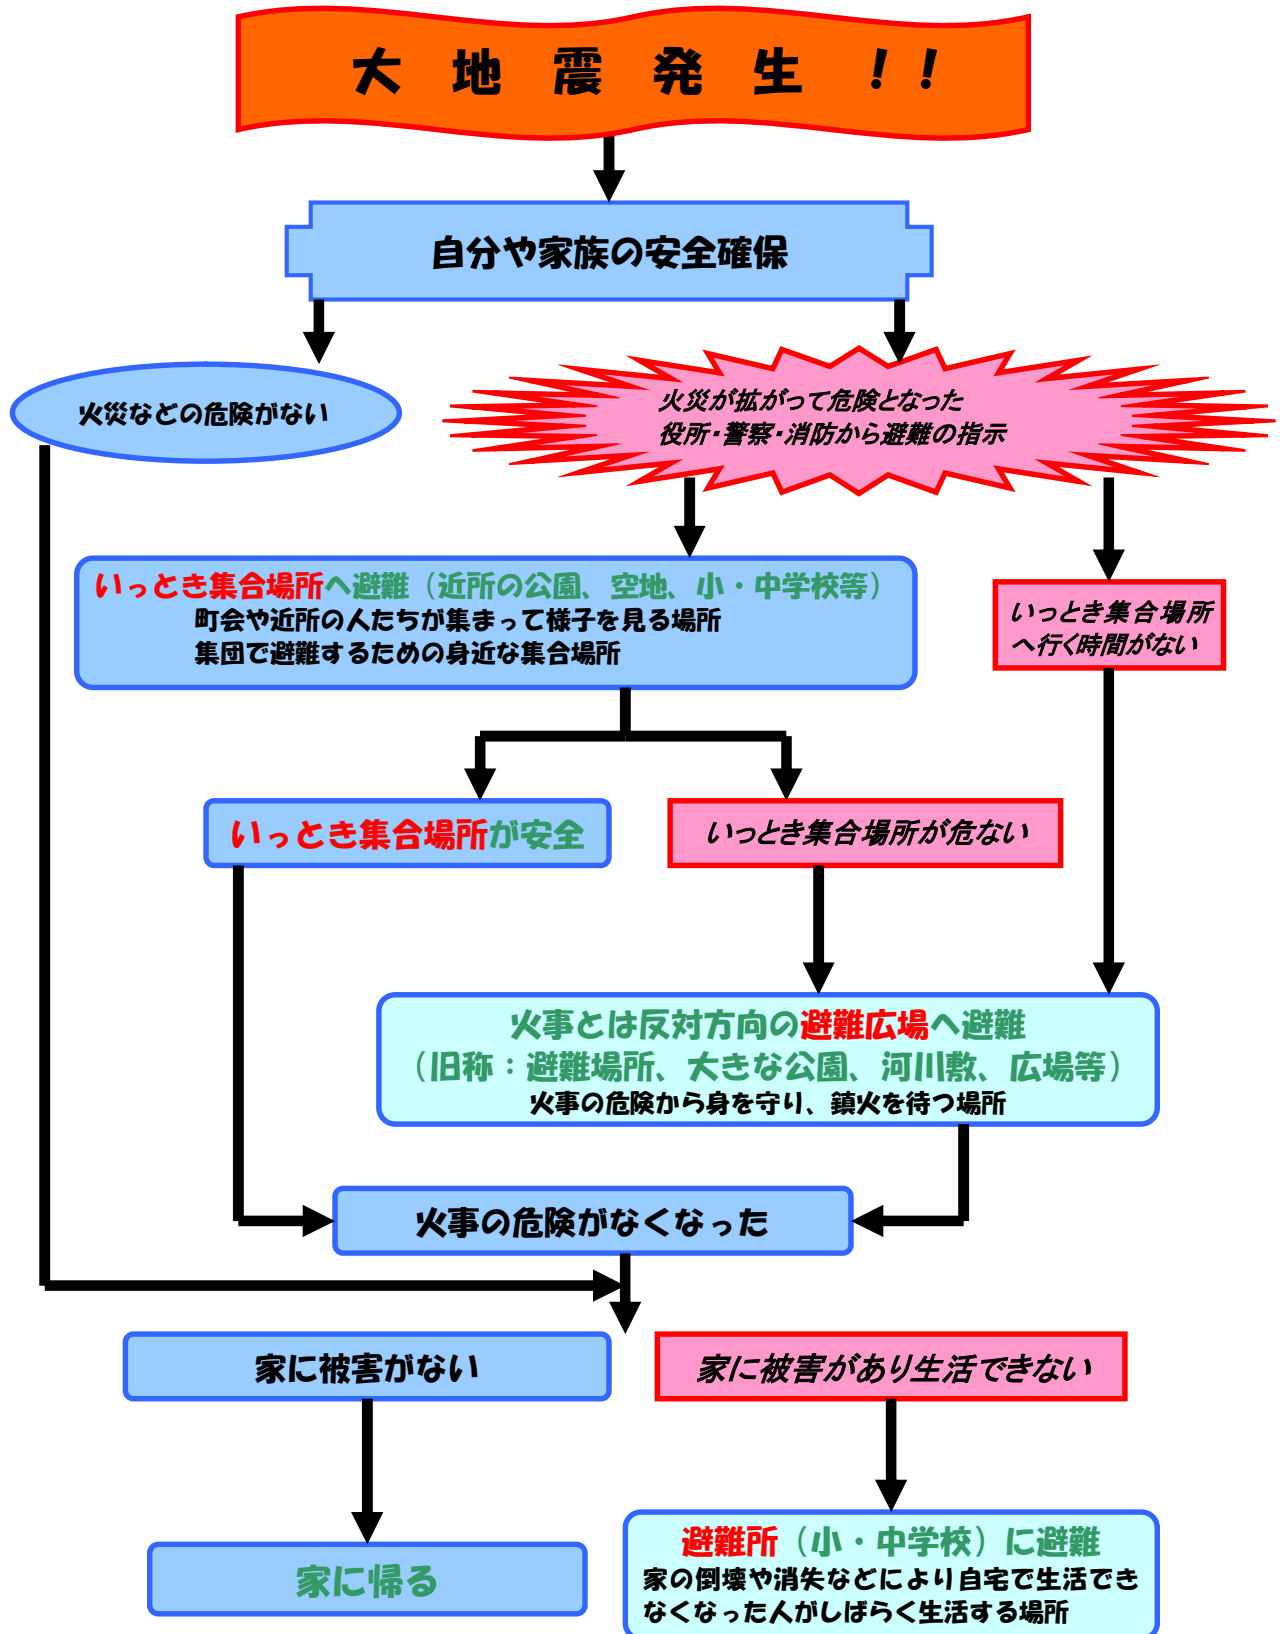 大地震発生！！
自分や家族の安全確保
火災などの危険がない
火災が拡がって危険となった
役所・警察・消防から避難の指示
いっとき集合場所へ避難（近所の公園、空地、小・中学校等）
町会や近所の人たちが集まって様子を見る場所
集団で避難するための身近な集合場所
いっとき集合場所
へ行く時間がない
いっとき集合場所が安全
いっとき集合場所が危ない
火事とは反対方向の避難広場へ避難
（旧称：避難場所、大きな公園、河川敷、広場等）
火事の危険から身を守り、鎮火を待つ場所
火事の危険がなくなった
家に被害がない
家に被害があり生活できない
家に帰る
避難所（小・中学校）に避難
家の倒壊や消失などにより自宅で生活でき
なくなった人がしばらく生活する場所